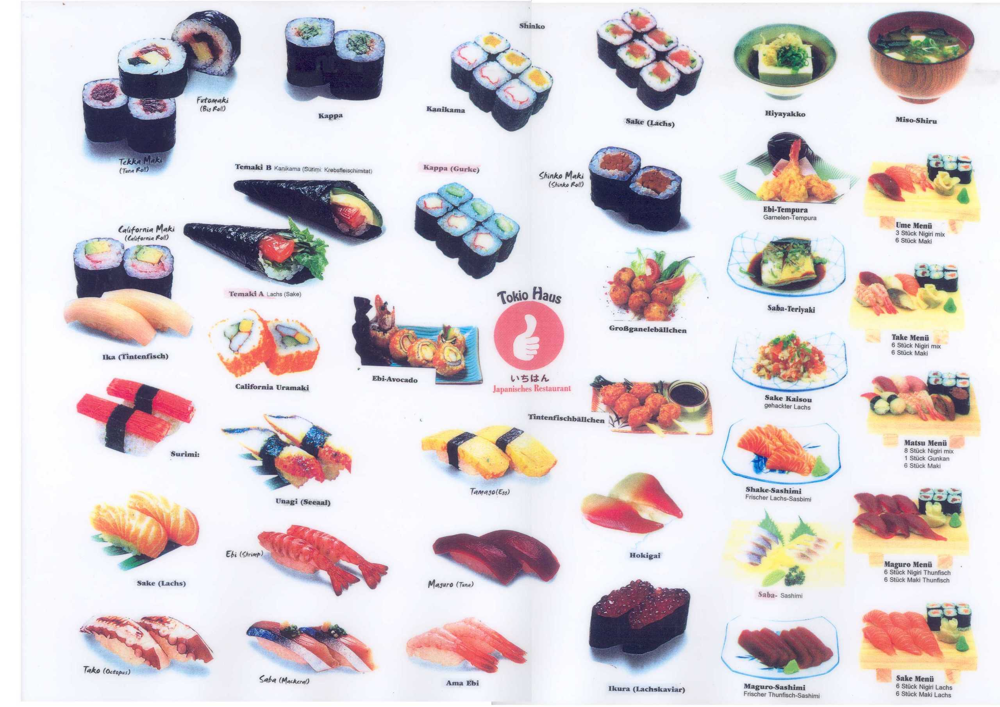 Shinko
Futomaki
(Big Roll)
Kappa
Kanikama
Sake (Lachs)
Hiyayakko
Miso-Shiru
Tekka Maki
(Tuna Roll)
Temaki B Kanikama (Surimi: Krebsfleischimitat)
Kappa (Gurke)
Shinko Maki
(Shinko Roll)
Ebi-Tempura
Garnelen-Tempura
Ume Menü
3 Stück Nigiri mix
6 Stück Maki
California Maki
(California Roll)
Temaki A Lachs (Sake)
Tokio Haus
いちはん
Japanisches Restaurant
Großganelebällchen
Saba-Teriyaki
Take Menü
6 Stück Nigiri mix
6 Stück Maki
Ika (Tintenfisch)
California Uramaki
Ebi-Avocado
Tintenfischbällchen
Sake Kaisou
gehackter Lachs
Matsu Menü
8 Stück Nigiri mix
1 Stück Gunkan
6 Stück Maki
Surimi:
Unagi (Seeaal)
Tamago (Egg)
Shake-Sashimi
Frischer Lachs-Sasbimi
Hokigai
Maguro Menü
6 Stück Nigiri Thunfisch
6 Stück Maki Thunfisch
Sake (Lachs)
Ebi (Shrimp)
Maguro (Tuna)
Saba- Sashimi
Tako (Octopus)
Saba (Mackeral)
Ama Ebi
Ikura (Lachskaviar)
Maguro-Sashimi
Frischer Thunfisch-Sashimi
Sake Menü
6 Stück Nigiri Lachs
6 Stück Maki Lachs